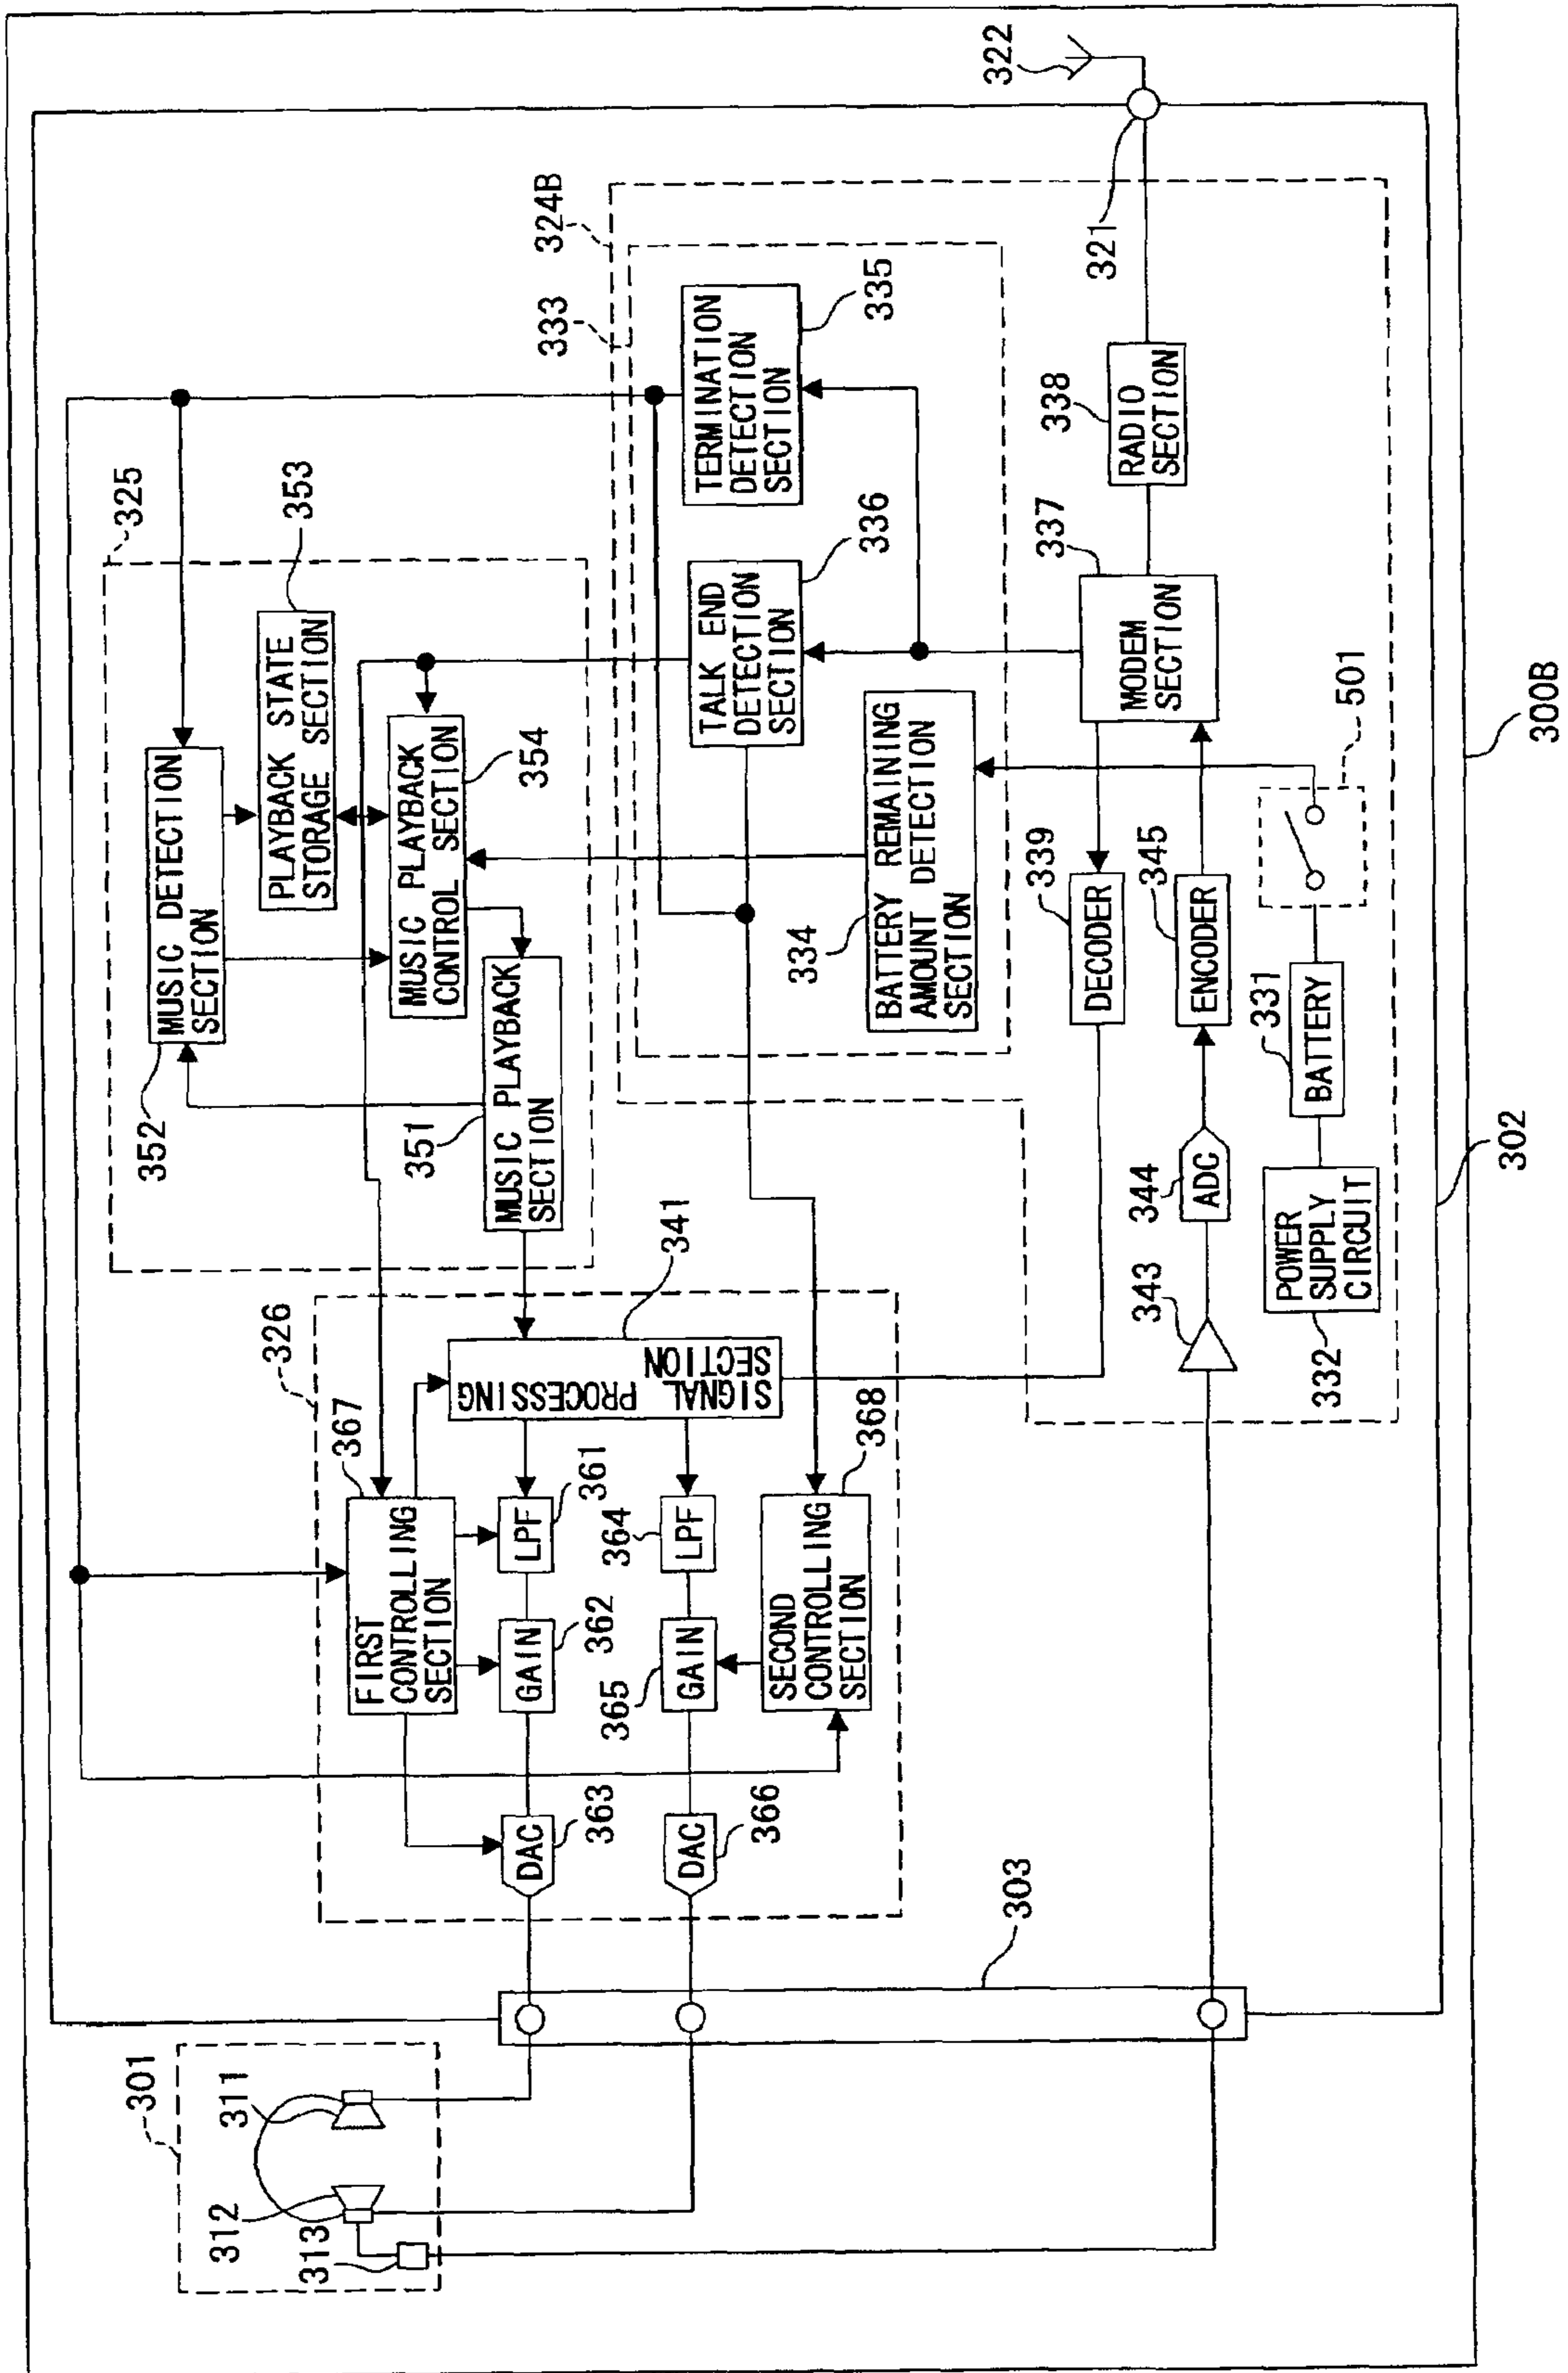 300B
302
303
301
311
312
313
322
321
324B
333
TERMINATION
DETECTION
SECTION
335
TALK END
DETECTION
SECTION
336
BATTERY REMAINING
AMOUNT DETECTION
SECTION
334
325
MUSIC DETECTION
SECTION
352
PLAYBACK STATE
STORAGE SECTION
353
MUSIC PLAYBACK
CONTROL SECTION
354
MUSIC PLAYBACK
SECTION
351
326
FIRST
CONTROLLING
SECTION
367
SIGNAL PROCESSING
SECTION
341
LPF
361
GAIN
362
DAC
363
LPF
364
GAIN
365
DAC
366
SECOND
CONTROLLING
SECTION
368
RADIO
SECTION
338
MODEM
SECTION
337
DECODER
339
ENCODER
345
ADC
344
343
501
BATTERY
331
POWER
SUPPLY
CIRCUIT
332